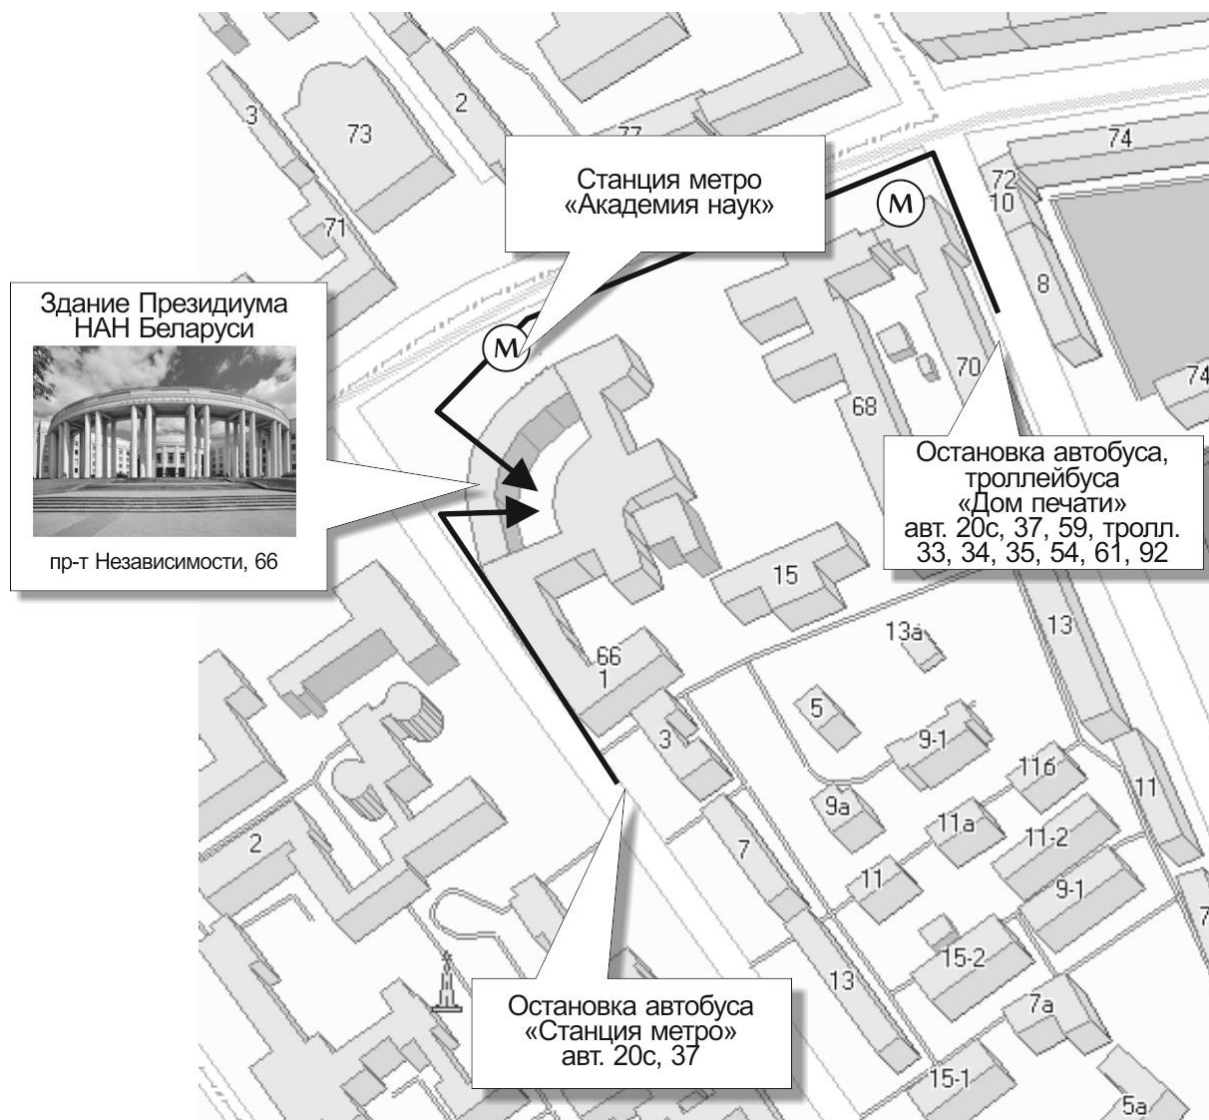 3
2
73
77
74
Станция метро
«Академия наук»
М
72
10
71
8
Здание Президиума
НАН Беларуси
М
70
74
68
Остановка автобуса,
троллейбуса
«Дом печати»
авт. 20с, 37, 59, тролл.
33, 34, 35, 54, 61, 92
пр-т Независимости, 66
15
13а
13
66
1
5
3
9-1
11б
9а
11а
11
2
7
11-2
11
9-1
7
15-2
13
7а
Остановка автобуса
«Станция метро»
авт. 20с, 37
15-1
5а